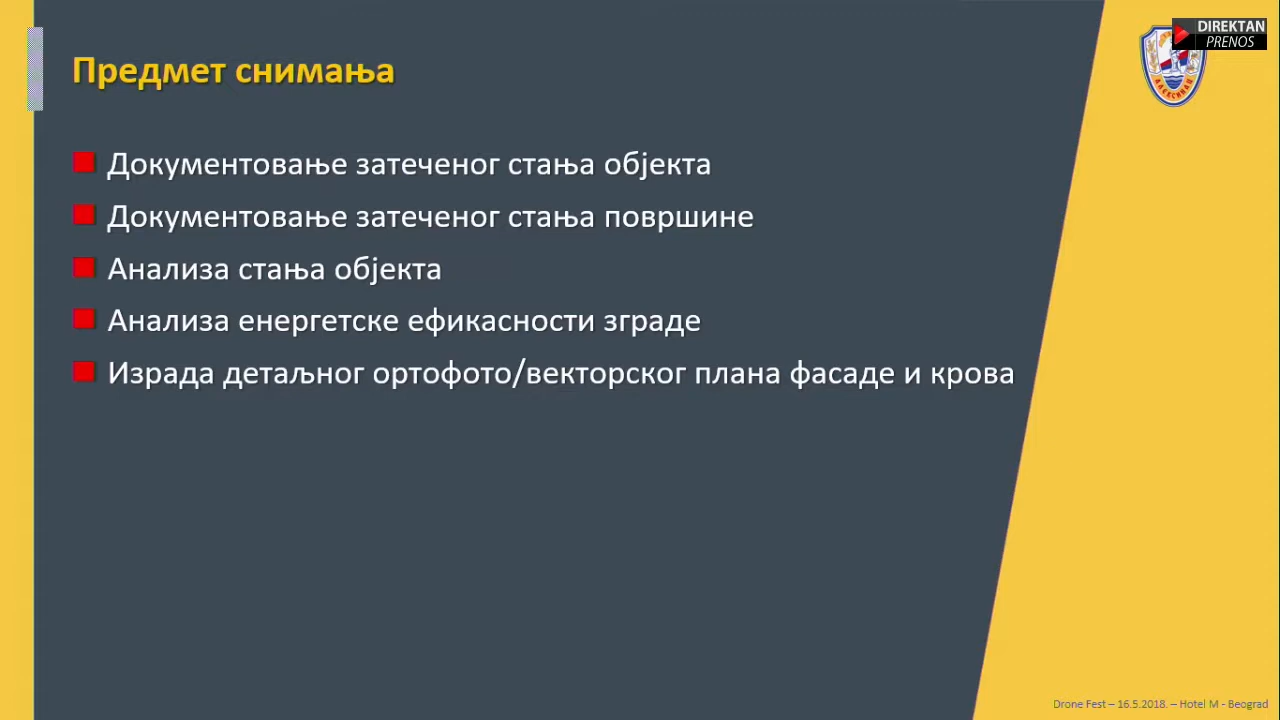 DIREKTAN
PRENOS
Предмет снимања
Документовање затеченог стања објекта
Документовање затеченог стања површине
Анализа стања објекта
Анализа енергетске ефикасности зграде
Израда детаљног ортофото/векторског плана фасаде и крова
Drone Fest – 16.5.2018. – Hotel M - Beograd